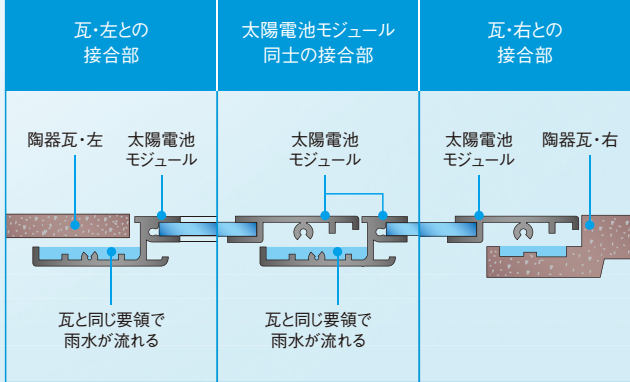 瓦・左との
接合部
太陽電池モジュール
同士の接合部
瓦・右との
接合部
陶器瓦・左
太陽電池
モジュール
太陽電池
モジュール
太陽電池
モジュール
陶器瓦・右
瓦と同じ要領で
雨水が流れる
瓦と同じ要領で
雨水が流れる